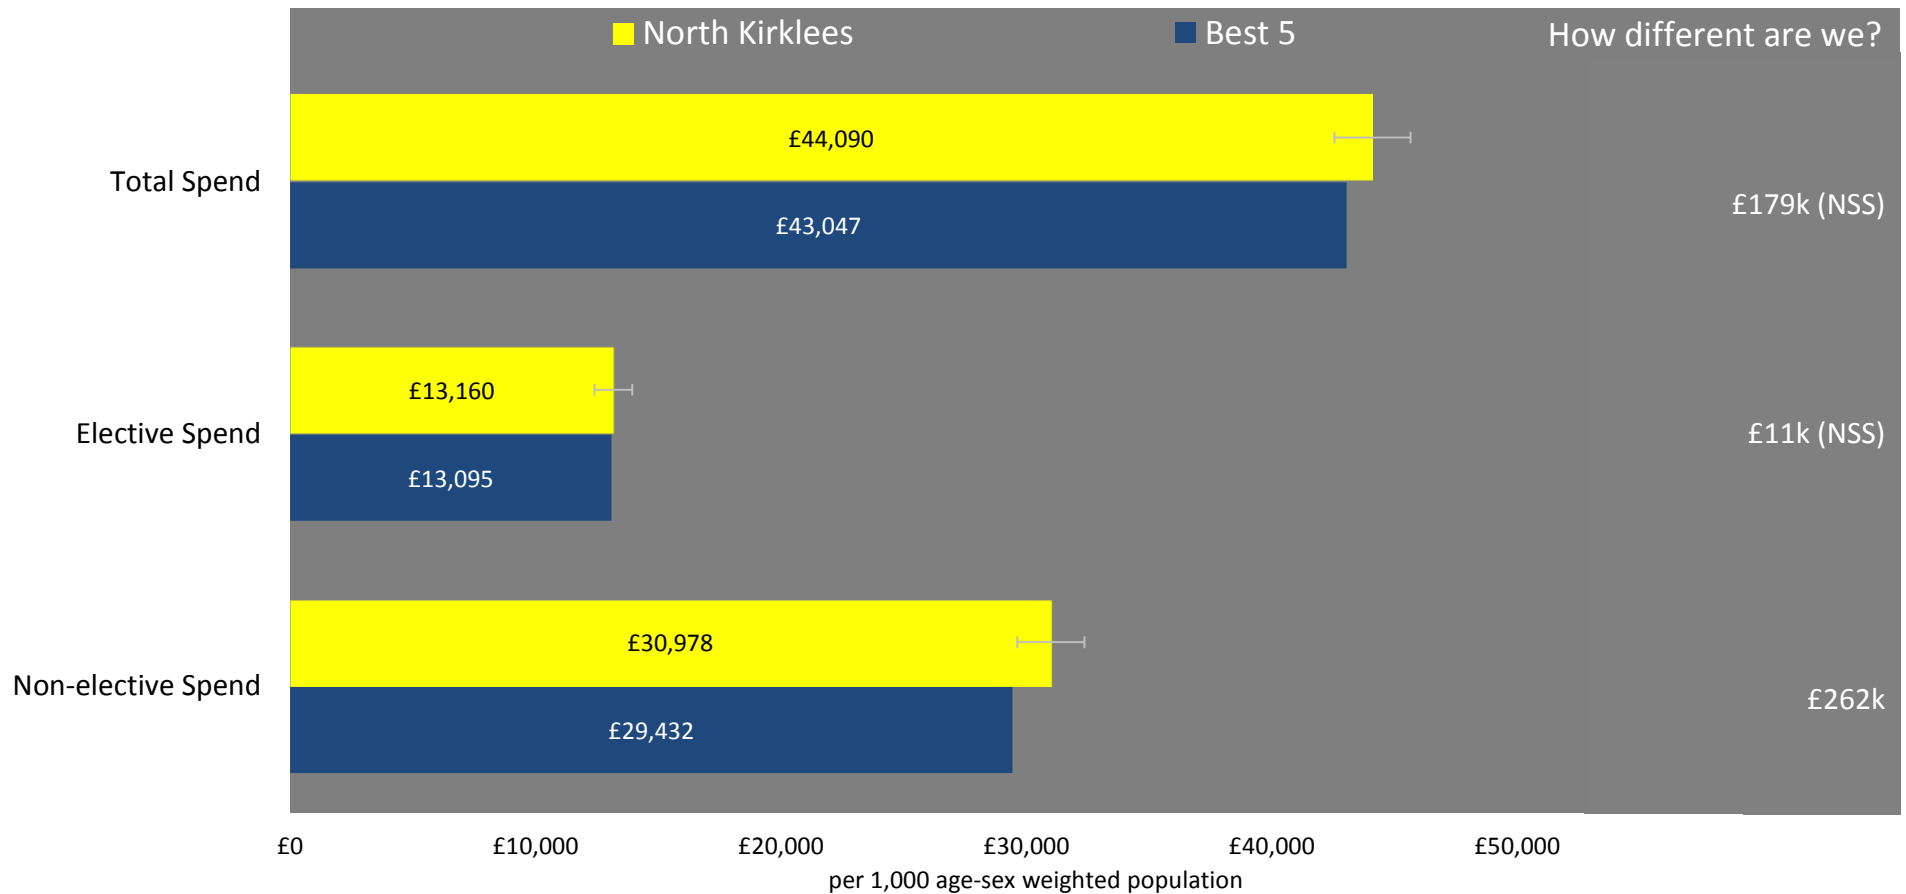 North Kirklees
Best 5
How different are we?
Total Spend
£44,090
£43,047
£179k (NSS)
Elective Spend
£13,160
£13,095
£11k (NSS)
Non-elective Spend
£30,978
£29,432
£262k
£0 £10,000 £20,000 £30,000 £40,000 £50,000
per 1,000 age-sex weighted population